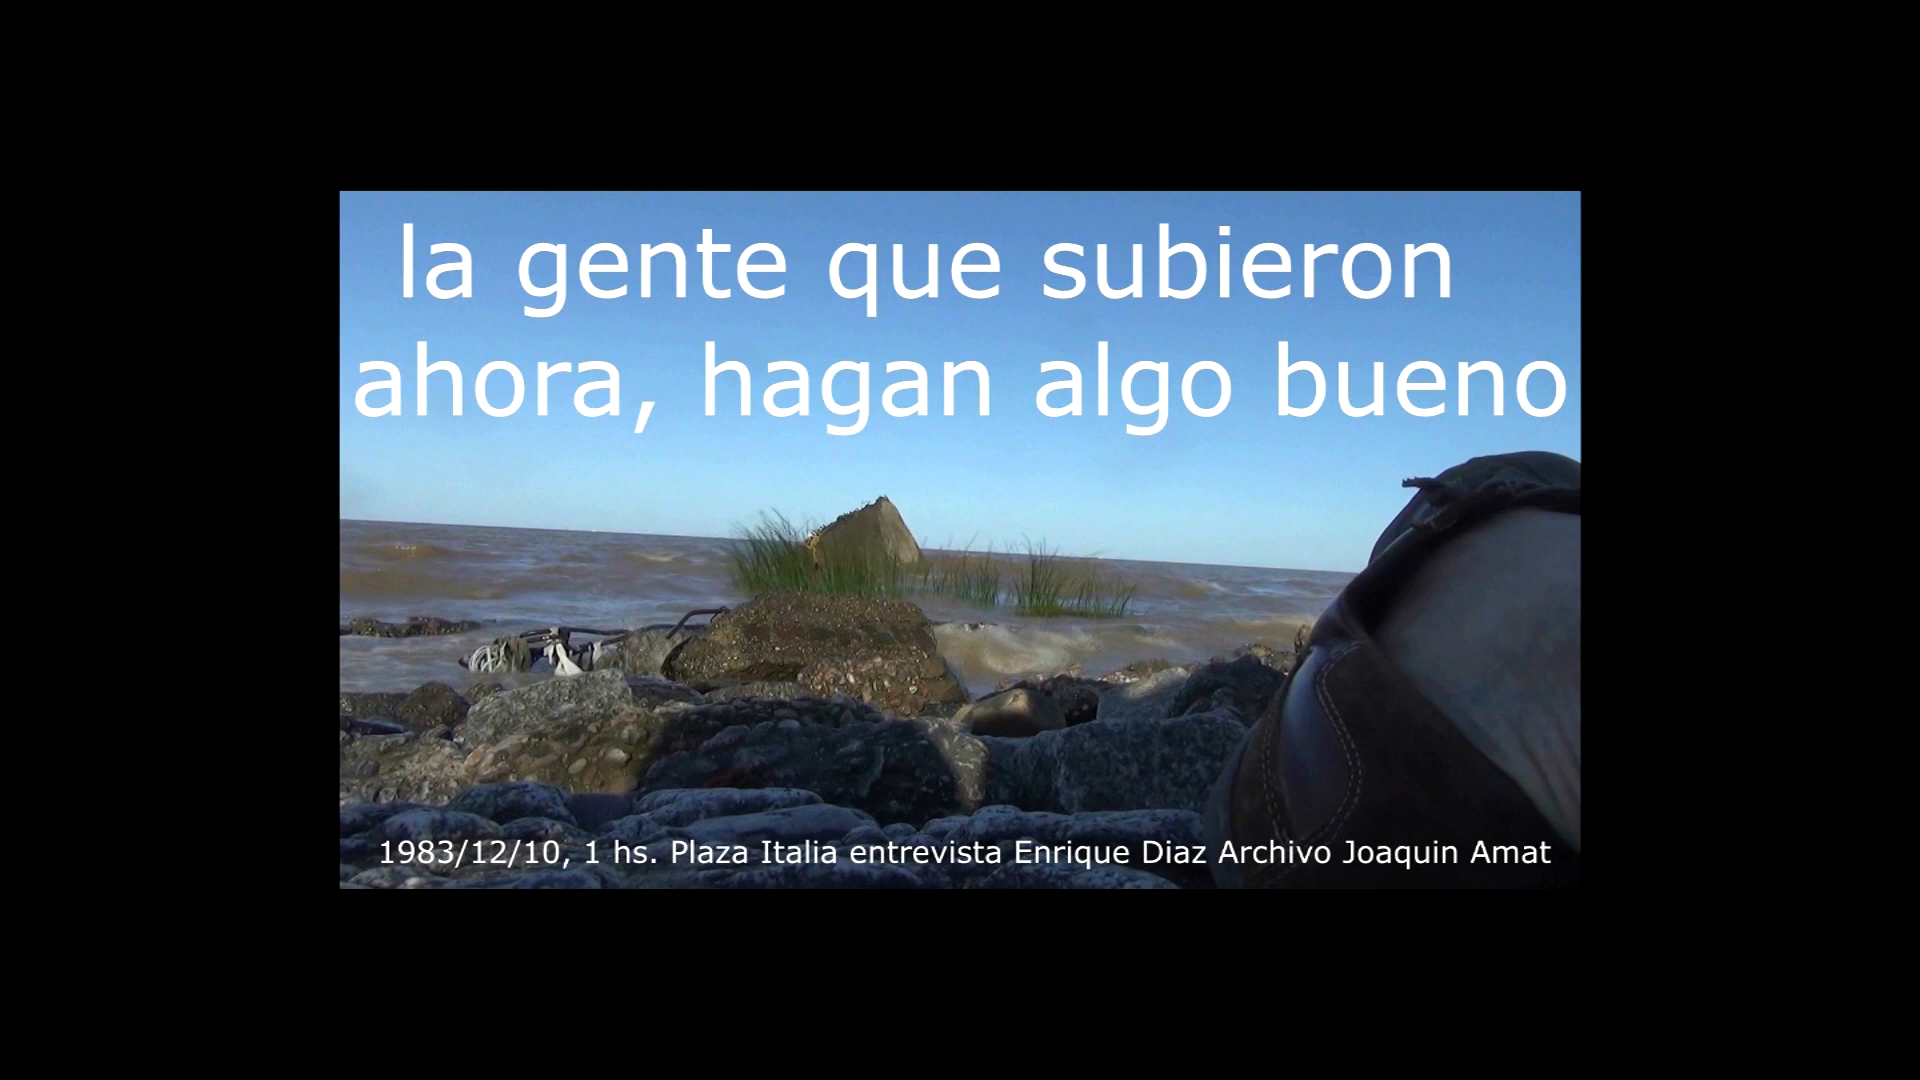 la gente que subieron
ahora, hagan algo bueno
1983/12/10, 1 hs. Plaza Italia entrevista Enrique Diaz Archivo Joaquin Amat